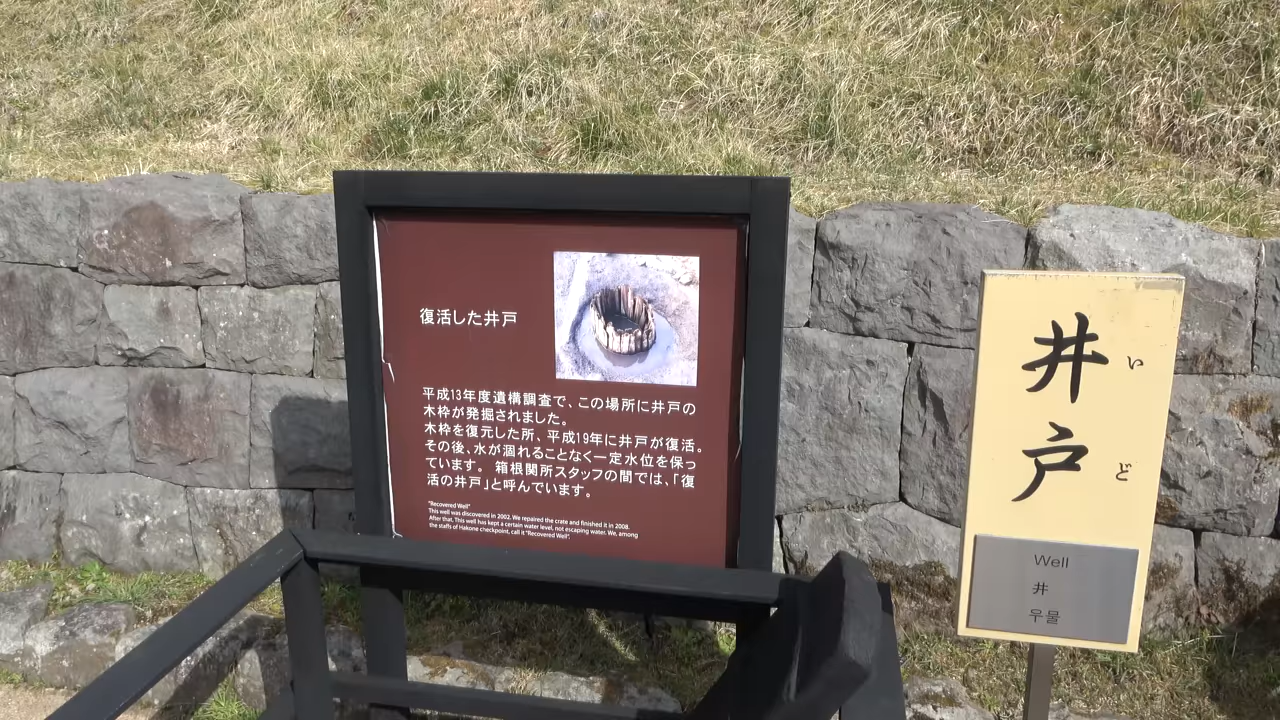 復活した井戸
平成13年度遺構調査で、この場所に井戸の
木枠が発掘されました。
木枠を復元した所、平成19年に井戸が復活。
その後、水が涸れることなく一定水位を保っ
ています。 箱根関所スタッフの間では、「復
活の井戸」と呼んでいます。
"Recovered Well"
This well was discovered in 2002. We repaired the crate and finished it in 2008.
After that, This well has kept a certain water level, not escaping water. We, among
the staffs of Hakone checkpoint, call it "Recovered Well".
井戸
いど
Well
井
우물